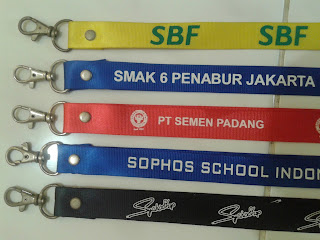 SBF SBF
SMAK 6 PENABUR JAKARTA
PT SEMEN PADANG
SOPHOS SCHOOL INDON